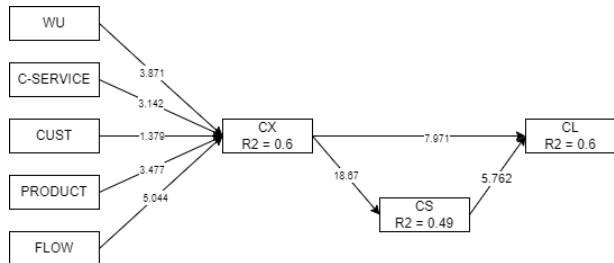 WU
3.871
C-SERVICE
3.142
CUST
1.379
CX
R2 = 0.6
7.971
CL
R2 = 0.6
PRODUCT
3.477
18.67
5.762
5.044
CS
R2 = 0.49
FLOW